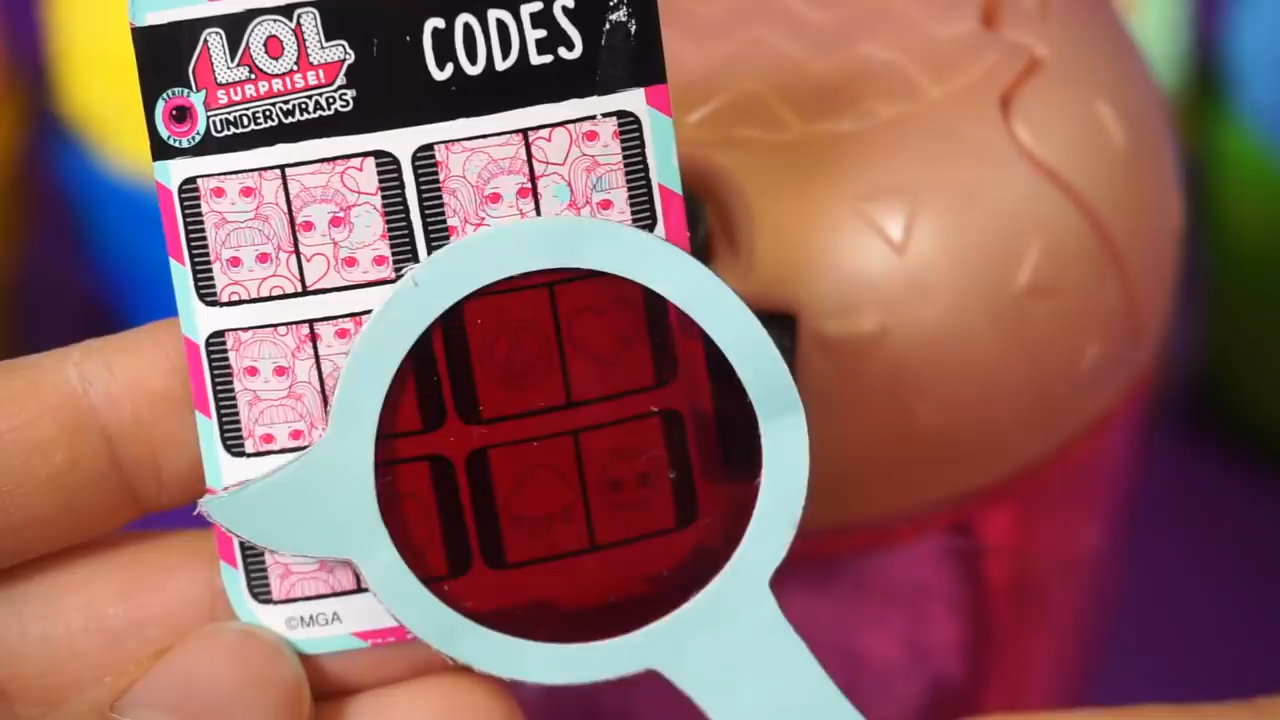 L.O.L.
SURPRISE!
UNDER WRAPS
SERIES
EYE SPY
CODES
©MGA